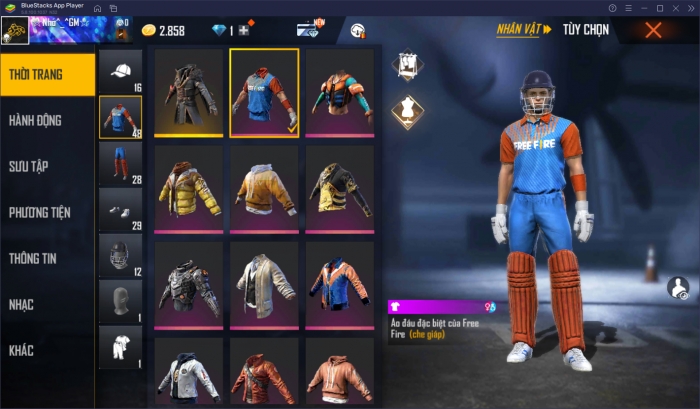 BlueStacks App Player
2.858
1
NEW
NHÂN VẬT
TÙY CHỌN
THỜI TRANG
HÀNH ĐỘNG
SƯU TẬP
PHƯƠNG TIỆN
THÔNG TIN
NHẠC
KHÁC
16
48
28
29
12
1
1
FREE FIRE
Áo đấu đặc biệt của Free
Fire (che giáp)